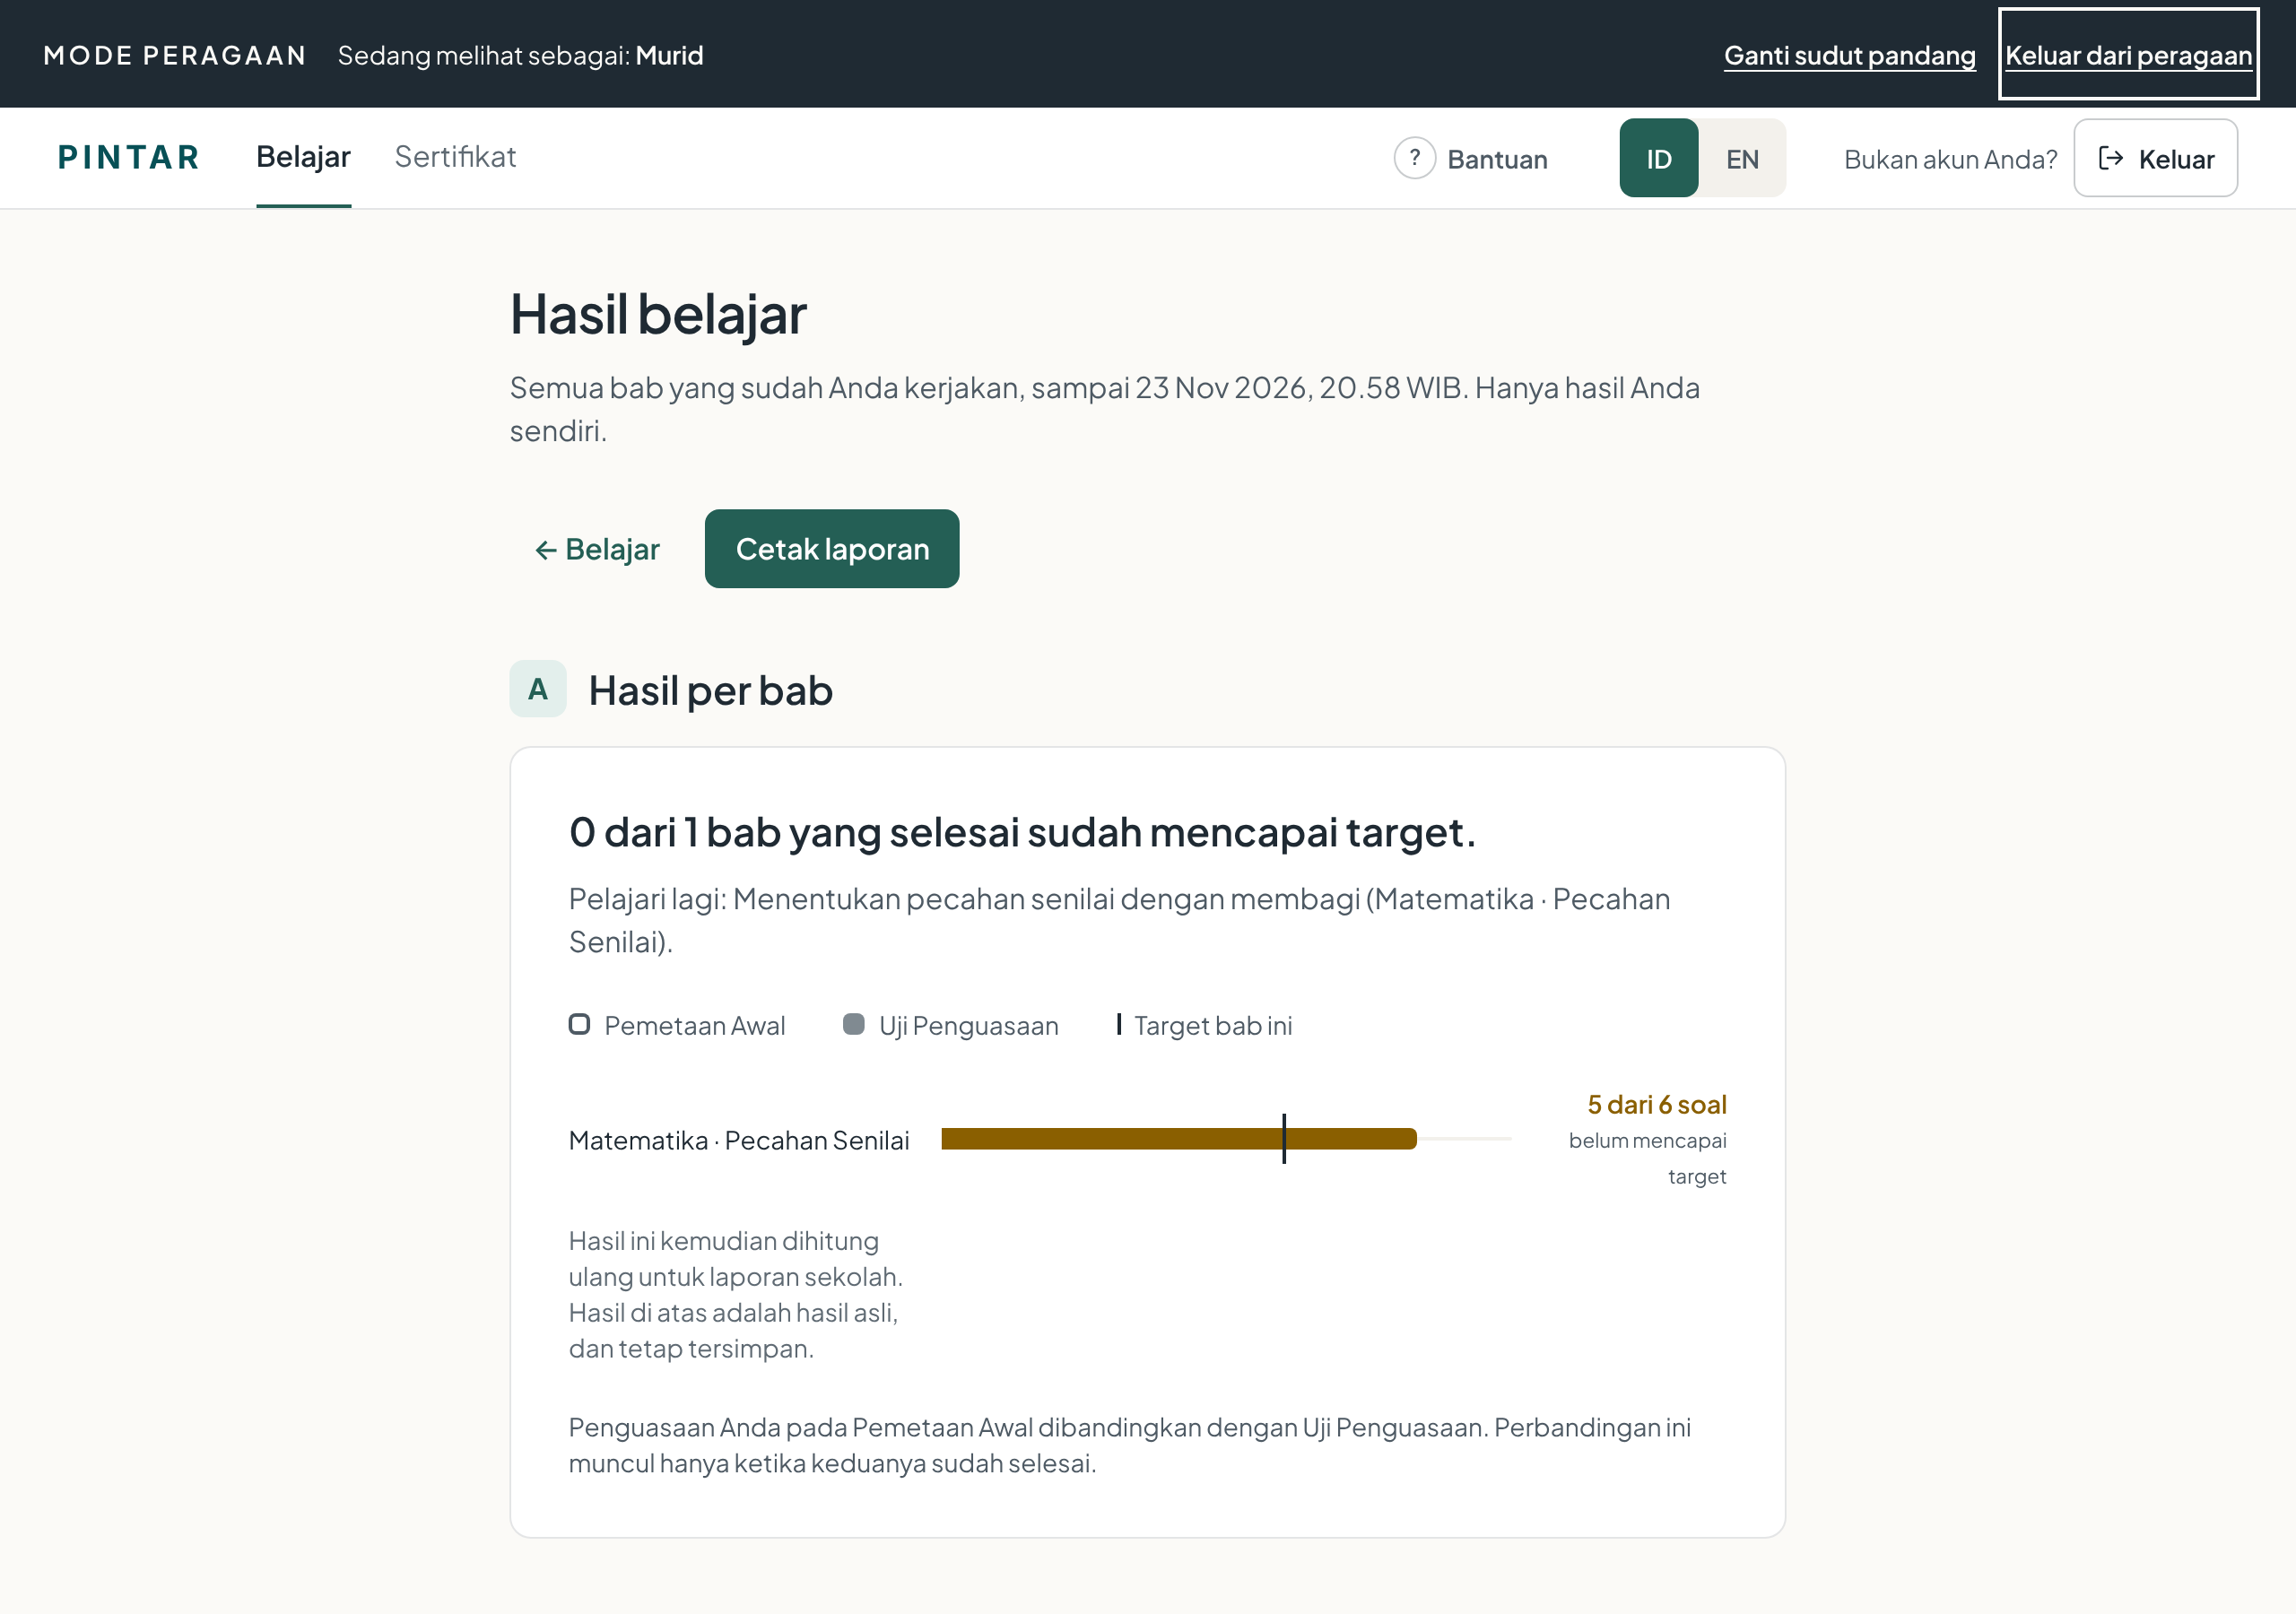 MODE PERAGAAN Sedang melihat sebagai: Murid Ganti sudut pandang Keluar dari peragaan
PINTAR Belajar Sertifikat ? Bantuan ID EN Bukan akun Anda? Keluar
Hasil belajar
Semua bab yang sudah Anda kerjakan, sampai 23 Nov 2026, 20.58 WIB. Hanya hasil Anda
sendiri.
← Belajar Cetak laporan
A Hasil per bab
0 dari 1 bab yang selesai sudah mencapai target.
Pelajari lagi: Menentukan pecahan senilai dengan membagi (Matematika · Pecahan
Senilai).
Pemetaan Awal Uji Penguasaan Target bab ini
Matematika · Pecahan Senilai
5 dari 6 soal
belum mencapai
target
Hasil ini kemudian dihitung
ulang untuk laporan sekolah.
Hasil di atas adalah hasil asli,
dan tetap tersimpan.
Penguasaan Anda pada Pemetaan Awal dibandingkan dengan Uji Penguasaan. Perbandingan ini
muncul hanya ketika keduanya sudah selesai.